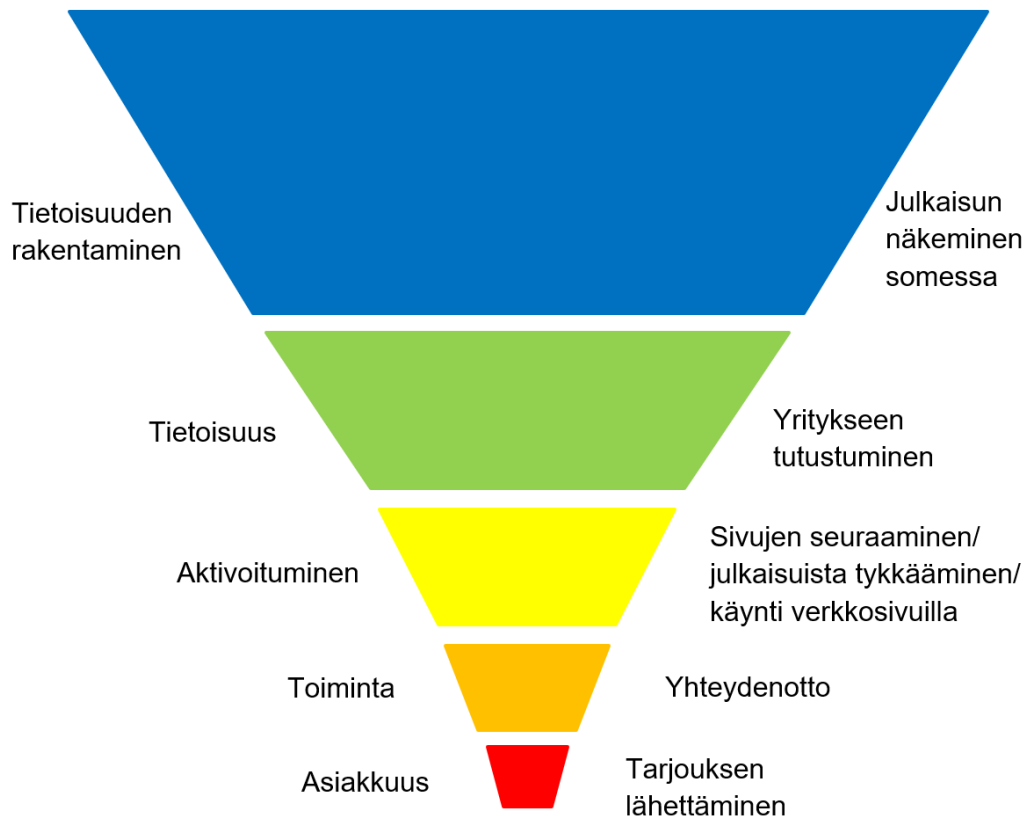 Tietoisuuden
rakentaminen
Julkaisun
näkeminen
somessa
Tietoisuus
Yritykseen
tutustuminen
Aktivoituminen
Sivujen seuraaminen/
julkaisuista tykkääminen/
käynti verkkosivuilla
Toiminta
Yhteydenotto
Asiakkuus
Tarjouksen
lähettäminen